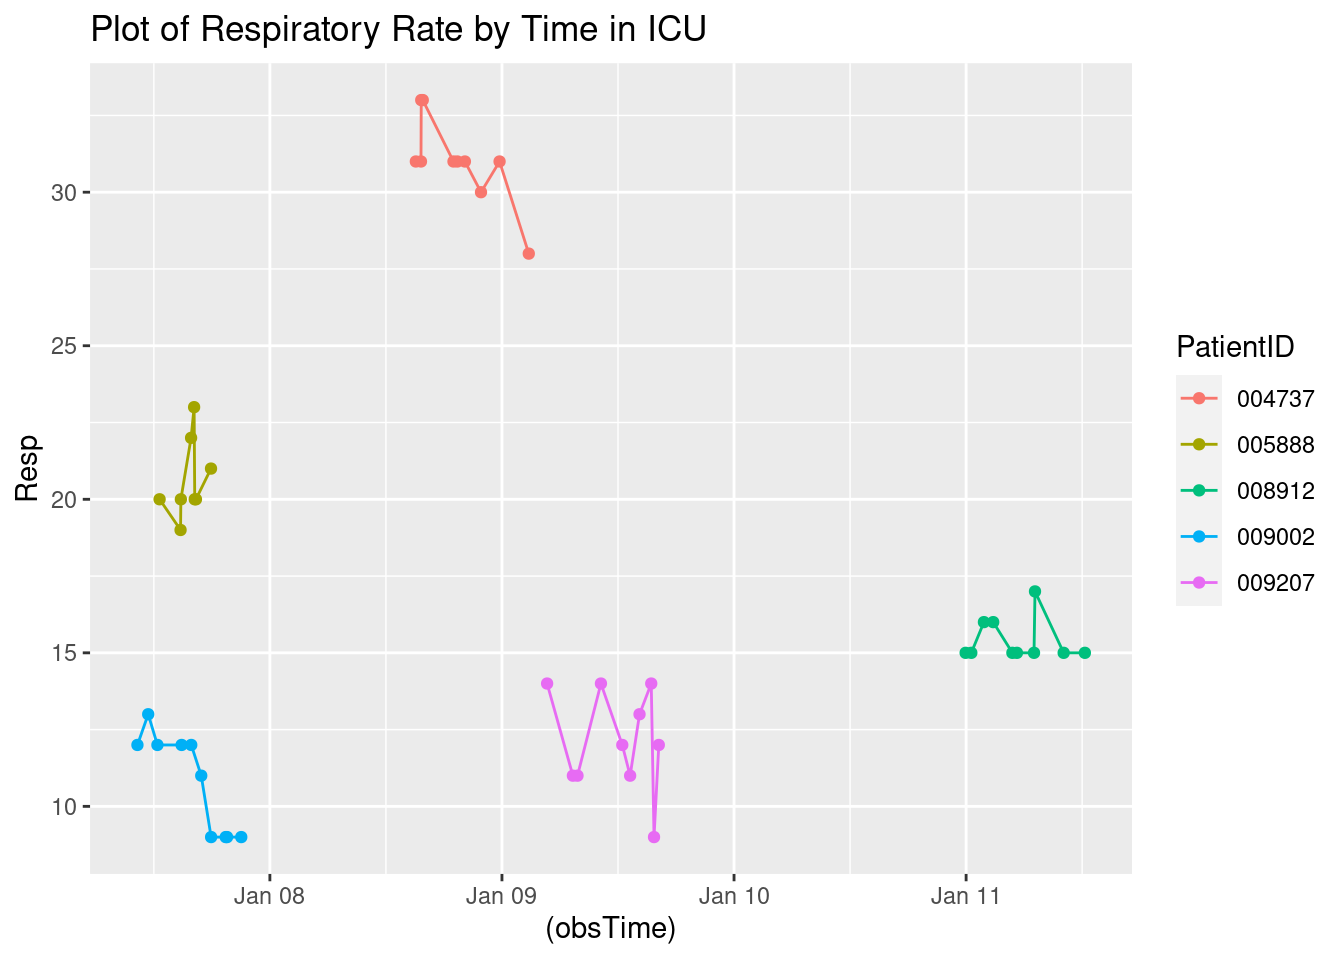 Plot of Respiratory Rate by Time in ICU
30
25
20
15
10
Resp
Jan 08
Jan 09
Jan 10
Jan 11
(obsTime)
PatientID
004737
005888
008912
009002
009207